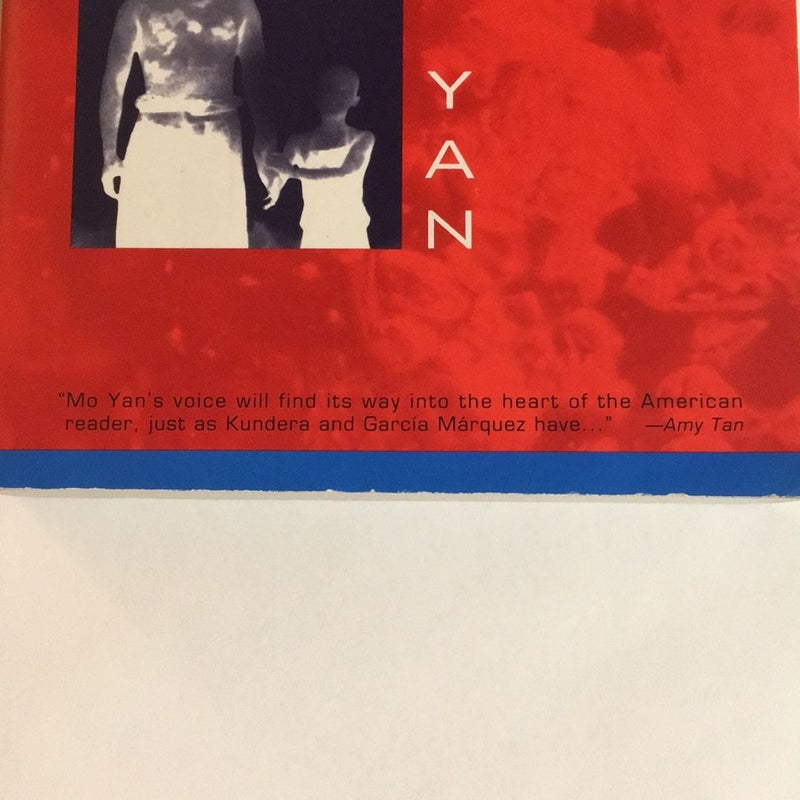 Y
A
N
“Mo Yan's voice will find its way into the heart of the American
reader, just as Kundera and García Márquez have...” —Amy Tan